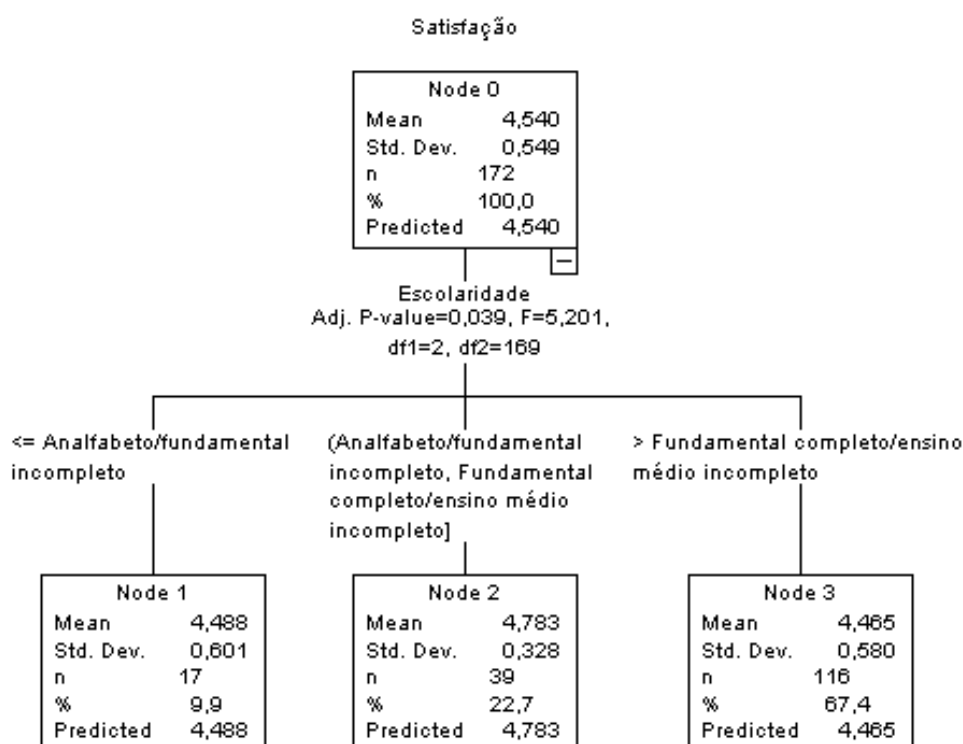 Satisfação
Node 0
Mean 4,540
Std. Dev. 0,549
n 172
% 100,0
Predicted 4,540
Escolaridade
Adj. P-value=0,039, F=5,201,
df1=2, df2=169
<= Analfabeto/fundamental
incompleto
(Analfabeto/fundamental
incompleto, Fundamental
completo/ensino médio
incompleto]
> Fundamental completo/ensino
médio incompleto
Node 1
Mean 4,488
Std. Dev. 0,601
n 17
% 9,9
Predicted 4,488
Node 2
Mean 4,783
Std. Dev. 0,328
n 39
% 22,7
Predicted 4,783
Node 3
Mean 4,465
Std. Dev. 0,580
n 116
% 67,4
Predicted 4,465